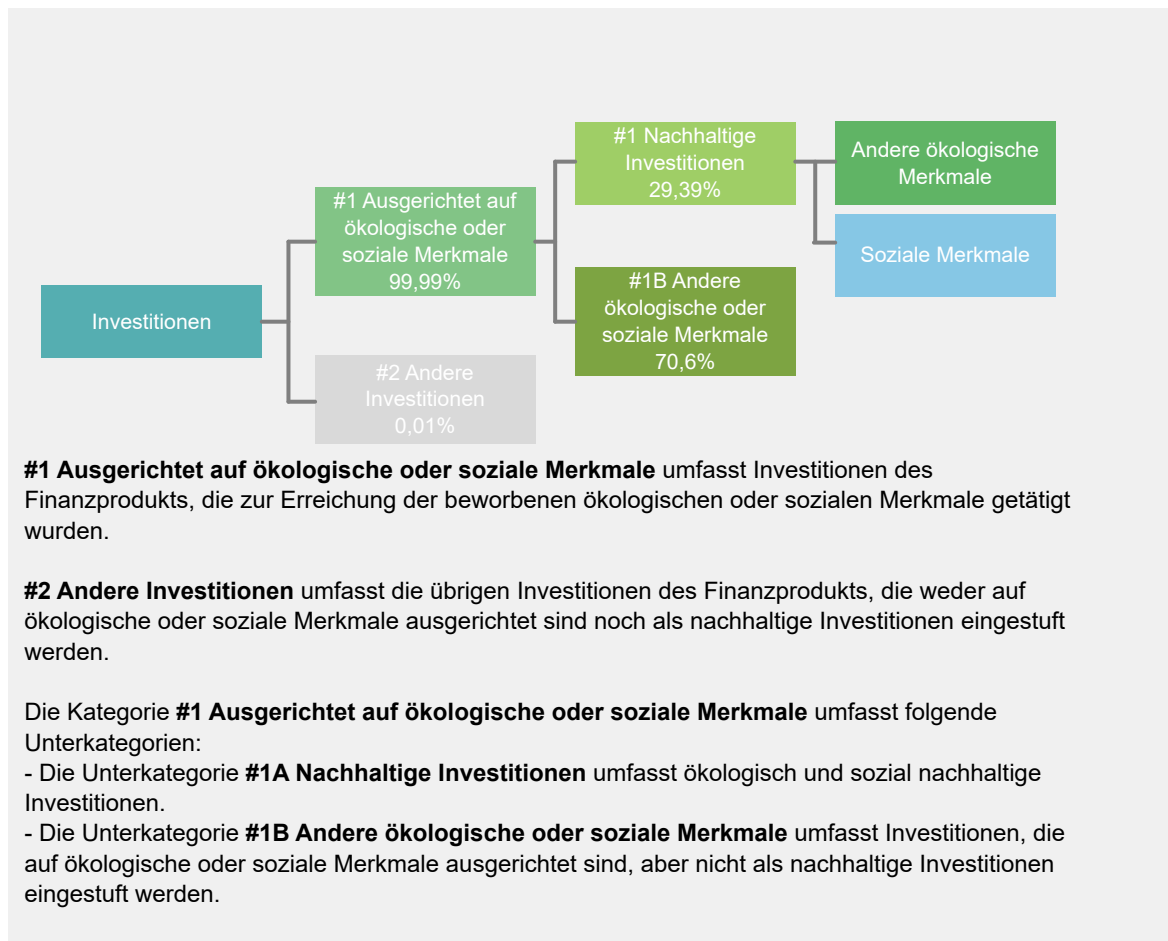 Investitionen
#1 Ausgerichtet auf
ökologische oder
soziale Merkmale
99,99%
#2 Andere
Investitionen
0,01%
#1 Nachhaltige
Investitionen
29,39%
#1B Andere
ökologische oder
soziale Merkmale
70,6%
Andere ökologische
Merkmale
Soziale Merkmale
#1 Ausgerichtet auf ökologische oder soziale Merkmale umfasst Investitionen des
Finanzprodukts, die zur Erreichung der beworbenen ökologischen oder sozialen Merkmale getätigt
wurden.
#2 Andere Investitionen umfasst die übrigen Investitionen des Finanzprodukts, die weder auf
ökologische oder soziale Merkmale ausgerichtet sind noch als nachhaltige Investitionen eingestuft
werden.
Die Kategorie #1 Ausgerichtet auf ökologische oder soziale Merkmale umfasst folgende
Unterkategorien:
- Die Unterkategorie #1A Nachhaltige Investitionen umfasst ökologisch und sozial nachhaltige
Investitionen.
- Die Unterkategorie #1B Andere ökologische oder soziale Merkmale umfasst Investitionen, die
auf ökologische oder soziale Merkmale ausgerichtet sind, aber nicht als nachhaltige Investitionen
eingestuft werden.